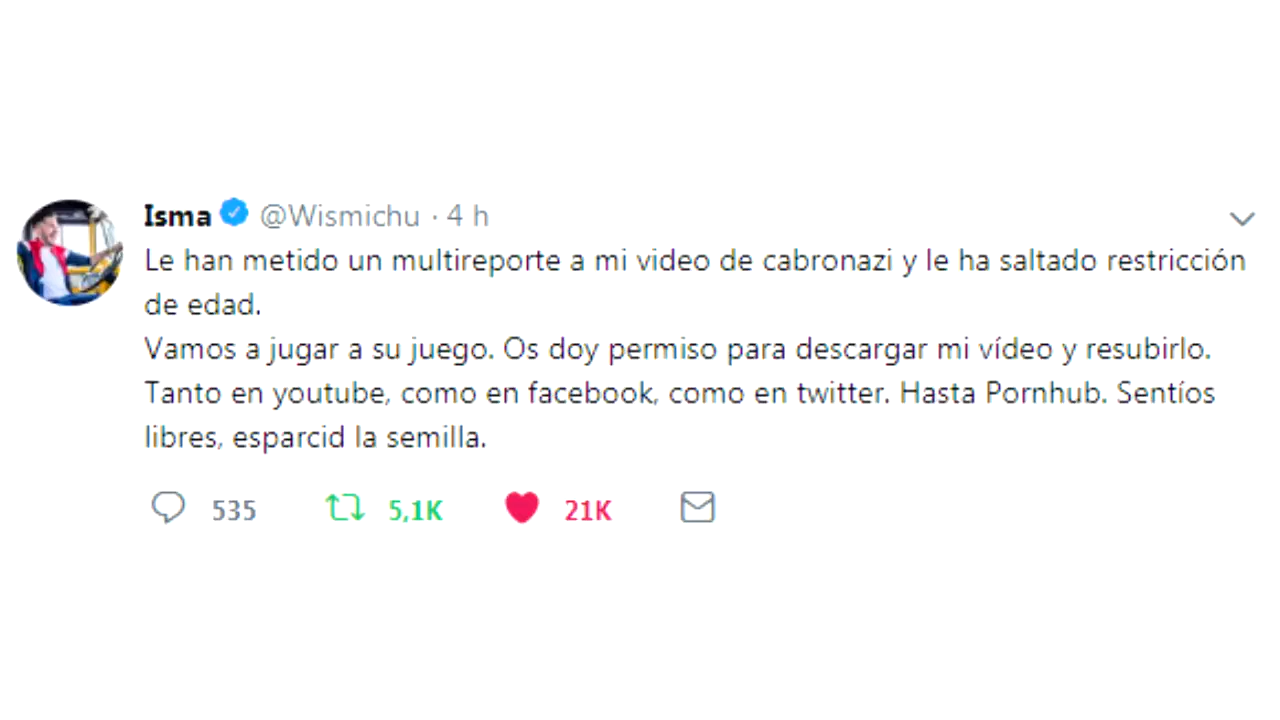 Isma @Wismichu · 4 h
Le han metido un multireporte a mi video de cabronazi y le ha saltado restricción
de edad.
Vamos a jugar a su juego. Os doy permiso para descargar mi vídeo y resubirlo.
Tanto en youtube, como en facebook, como en twitter. Hasta Pornhub. Sentíos
libres, esparcid la semilla.
535 5,1K 21K